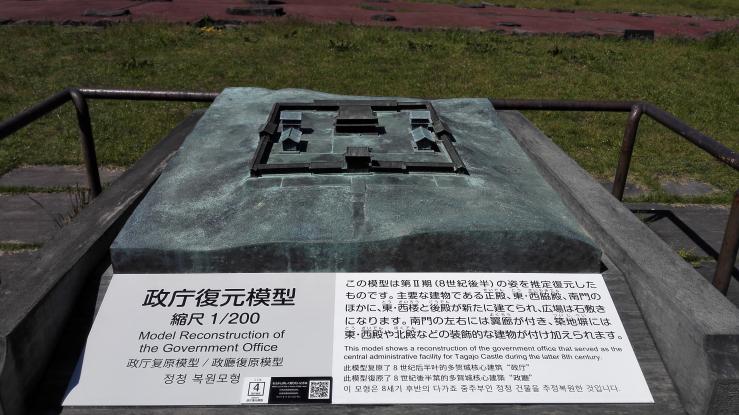 政庁復元模型
縮尺 1/200
Model Reconstruction of
the Government Office
政厅复原模型 / 政廳復原模型
정청 복원모형
4
この模型は第Ⅱ期 (8世紀後半) の姿を推定復元した
ものです。主要な建物である正殿、東・西脇殿、南門の
ほかに、東・西楼と後殿が新たに建てられ、広場は石敷き
になります。南門の左右には翼廊が付き、築地塀には
東・西殿や北殿などの装飾的な建物が付け加えられます。
This model shows a reconstruction of the government office that served as the
central administrative facility for Tagajo Castle during the latter 8th century.
此模型复原了 8 世纪后半叶的多贺城核心建筑 “政厅”
此模型復原了 8 世紀後半葉的多賀城核心建築 “政廳”
이 모형은 8세기 후반의 다가죠 중추부인 정청 건물을 추정복원한 것입니다.